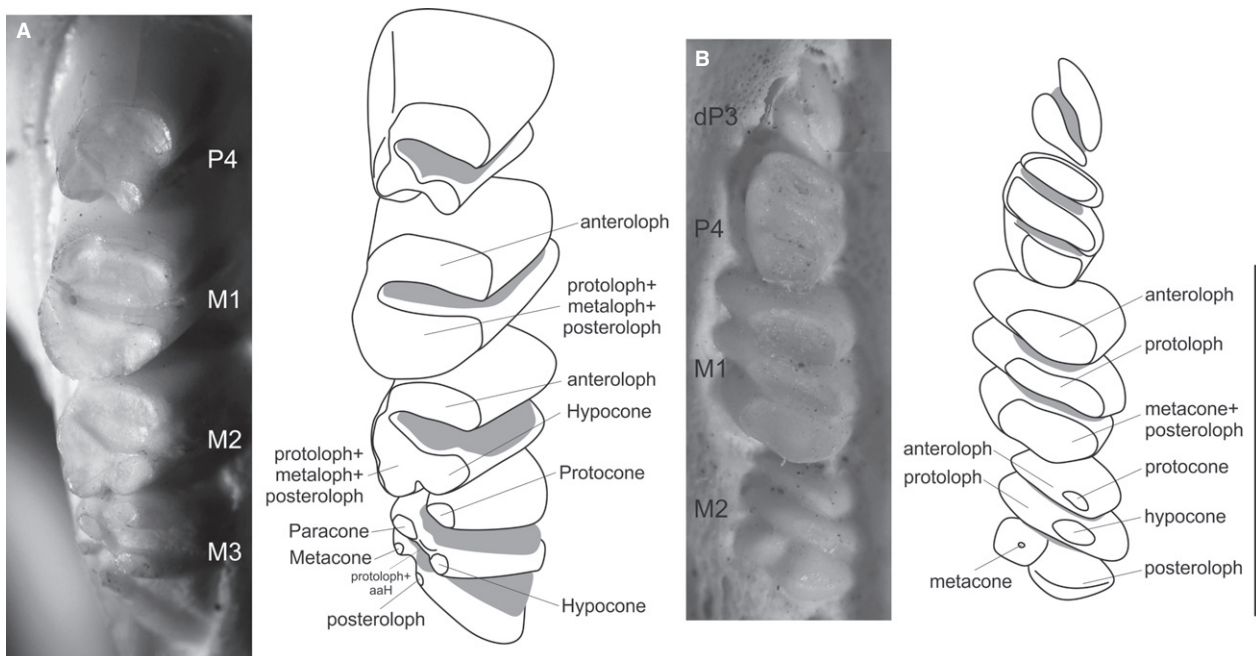 A
P4
M1
M2
M3
anteroloph
protoloph+
metaloph+
posteroloph
anteroloph
Hypocone
protoloph+
metaloph+
posteroloph
Protocone
Paracone
Metacone
protoloph+
aaH
posteroloph
Hypocone
B
dP3
P4
M1
M2
anteroloph
protoloph
metacone+
posteroloph
anteroloph
protocone
protoloph
hypocone
metacone
posteroloph